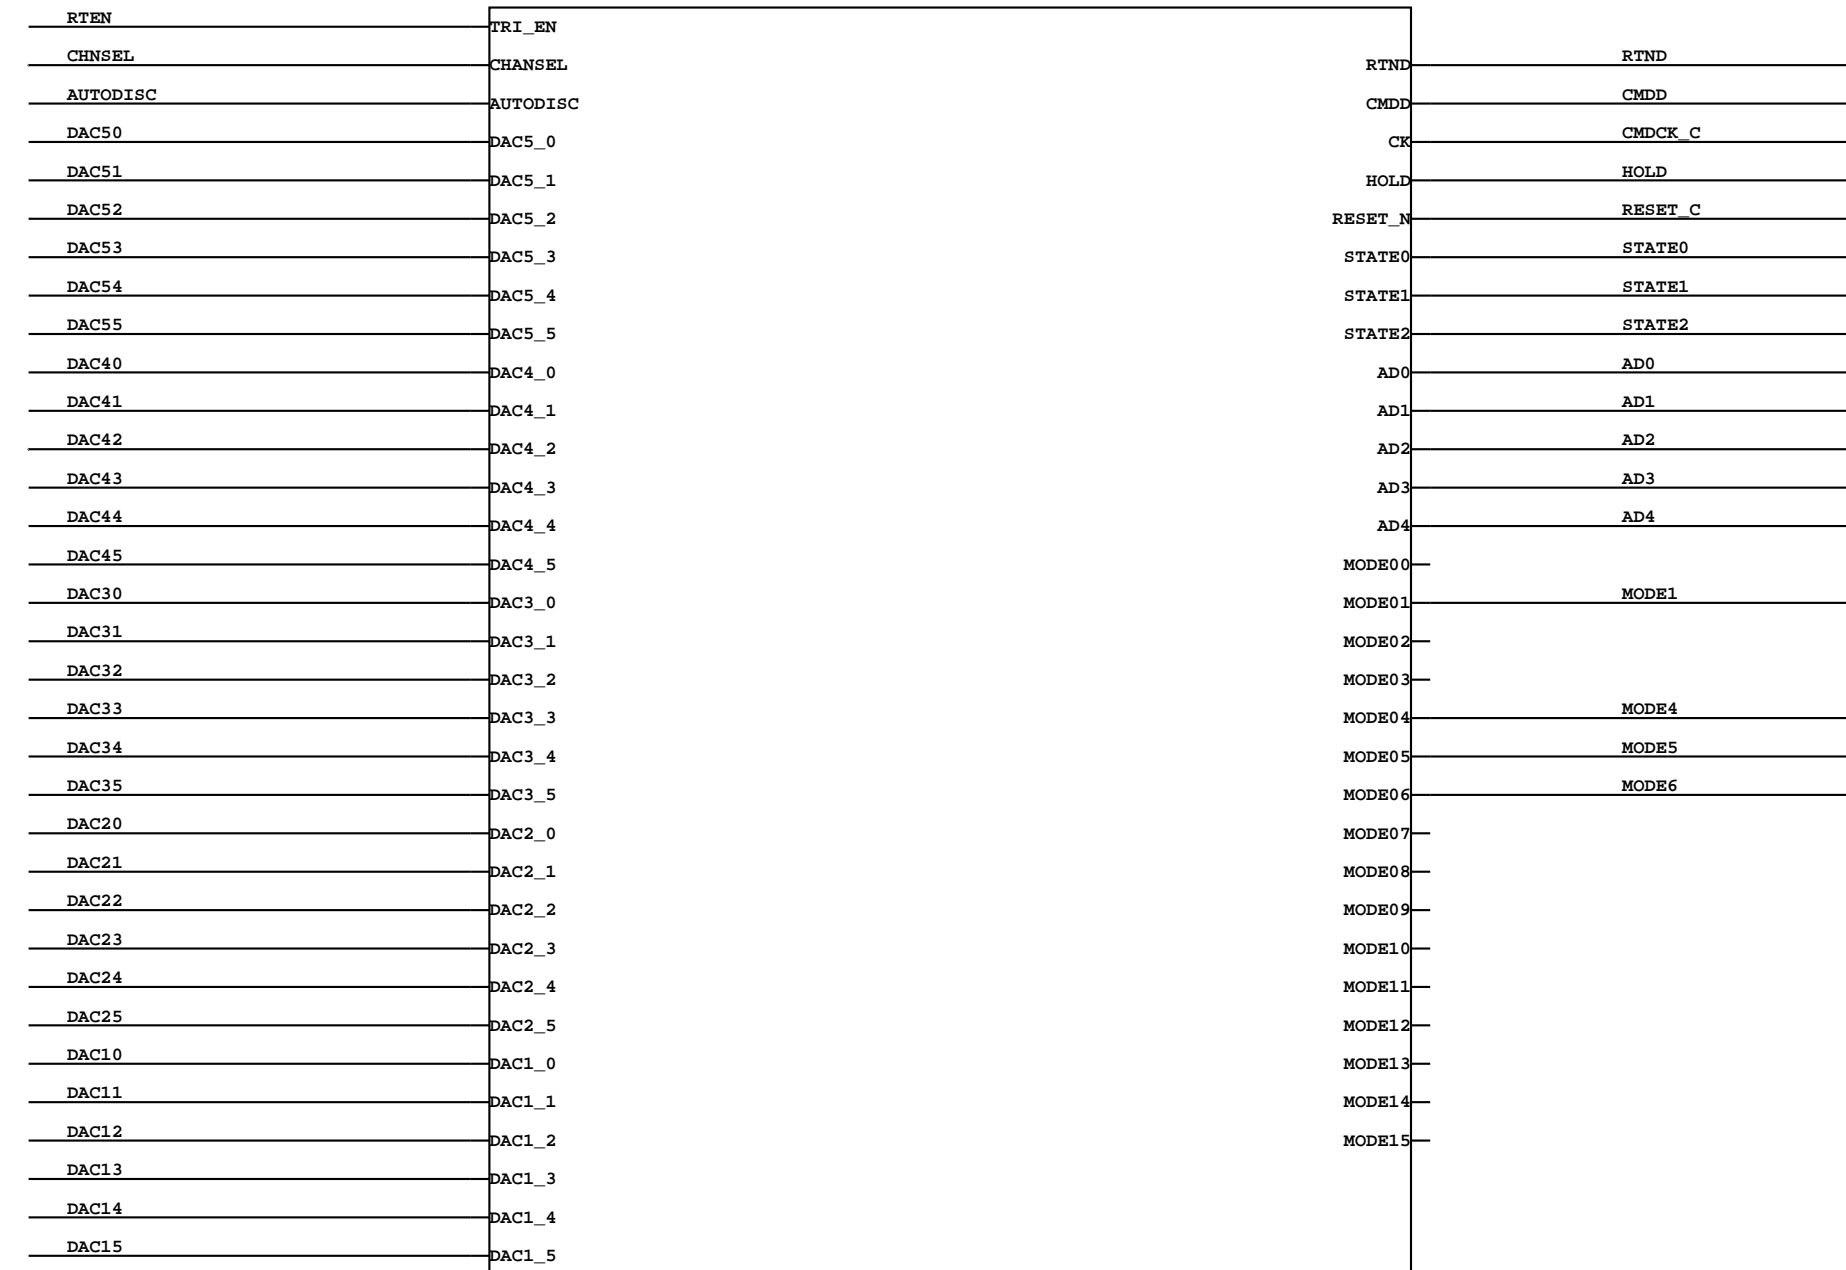 RTEN TRI_EN
CHNSEL CHANSEL RTND RTND
AUTODISC AUTODISC CMDD CMDD
DAC50 DAC5_0 CK CMDCK_C
DAC51 DAC5_1 HOLD HOLD
DAC52 DAC5_2 RESET_N RESET_C
DAC53 DAC5_3 STATE0 STATE0
DAC54 DAC5_4 STATE1 STATE1
DAC55 DAC5_5 STATE2 STATE2
DAC40 DAC4_0 AD0 AD0
DAC41 DAC4_1 AD1 AD1
DAC42 DAC4_2 AD2 AD2
DAC43 DAC4_3 AD3 AD3
DAC44 DAC4_4 AD4 AD4
DAC45 DAC4_5 MODE00
DAC30 DAC3_0 MODE01 MODE1
DAC31 DAC3_1 MODE02
DAC32 DAC3_2 MODE03
DAC33 DAC3_3 MODE04 MODE4
DAC34 DAC3_4 MODE05 MODE5
DAC35 DAC3_5 MODE06 MODE6
DAC20 DAC2_0 MODE07
DAC21 DAC2_1 MODE08
DAC22 DAC2_2 MODE09
DAC23 DAC2_3 MODE10
DAC24 DAC2_4 MODE11
DAC25 DAC2_5 MODE12
DAC10 DAC1_0 MODE13
DAC11 DAC1_1 MODE14
DAC12 DAC1_2 MODE15
DAC13 DAC1_3
DAC14 DAC1_4
DAC15 DAC1_5